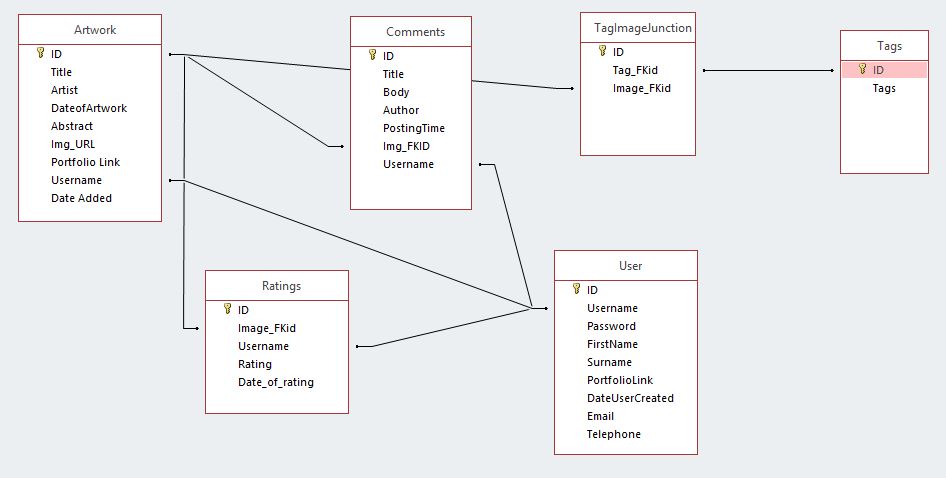 Artwork
ID
Title
Artist
DateofArtwork
Abstract
Img_URL
Portfolio Link
Username
Date Added
Comments
ID
Title
Body
Author
PostingTime
Img_FKID
Username
TagImageJunction
ID
Tag_FKid
Image_FKid
Tags
ID
Tags
Ratings
ID
Image_FKid
Username
Rating
Date_of_rating
User
ID
Username
Password
FirstName
Surname
PortfolioLink
DateUserCreated
Email
Telephone